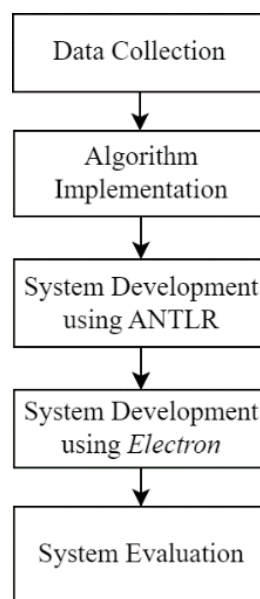 Data Collection
Algorithm
Implementation
System Development
using ANTLR
System Development
using Electron
System Evaluation